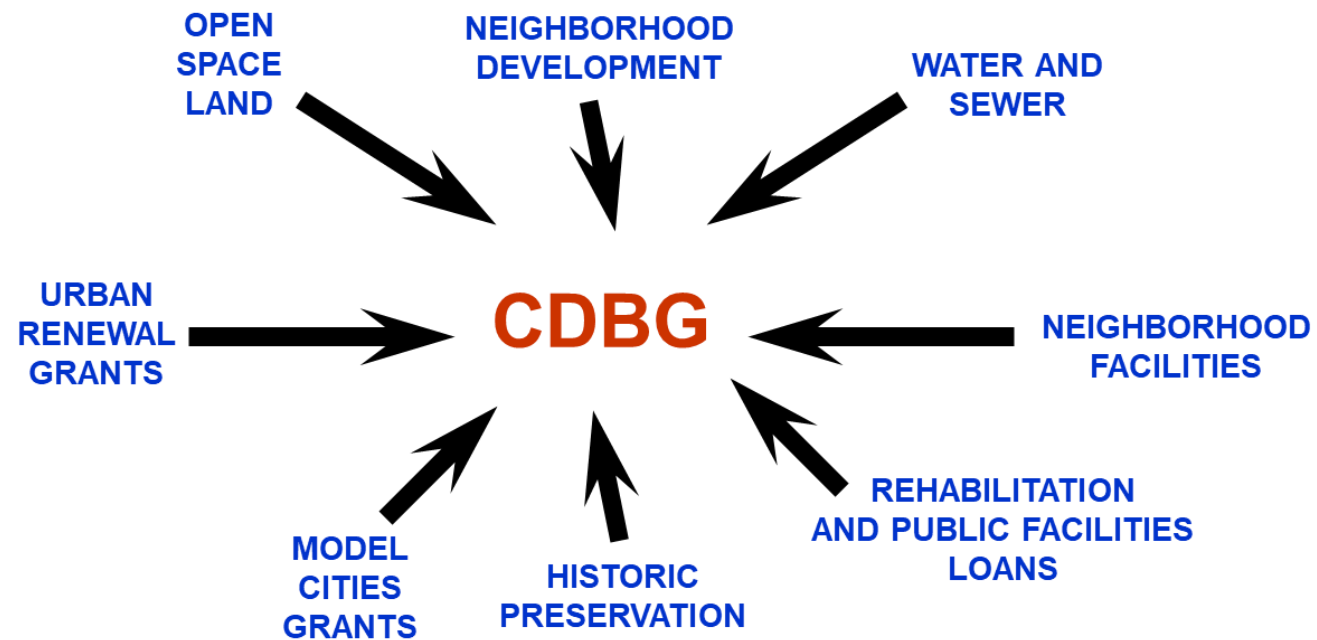 OPEN
SPACE
LAND
NEIGHBORHOOD
DEVELOPMENT
WATER AND
SEWER
URBAN
RENEWAL
GRANTS
CDBG
NEIGHBORHOOD
FACILITIES
MODEL
CITIES
GRANTS
HISTORIC
PRESERVATION
REHABILITATION
AND PUBLIC FACILITIES
LOANS